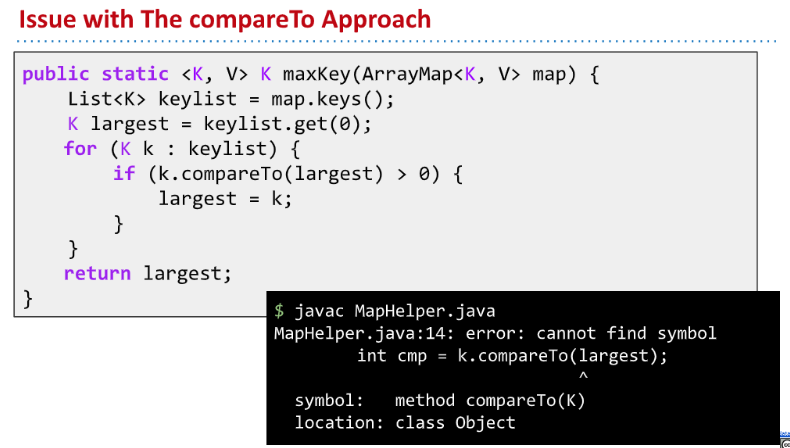 Issue with The compareTo Approach
public static <K, V> K maxKey(ArrayMap<K, V> map) {
    List<K> keylist = map.keys();
    K largest = keylist.get(0);
    for (K k : keylist) {
        if (k.compareTo(largest) > 0) {
            largest = k;
        }
    }
    return largest;
}
$ javac MapHelper.java
MapHelper.java:14: error: cannot find symbol
        int cmp = k.compareTo(largest);
                             ^
  symbol:   method compareTo(K)
  location: class Object